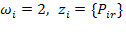 ωᵢ = 2, zᵢ = {Pᵢᵣ}